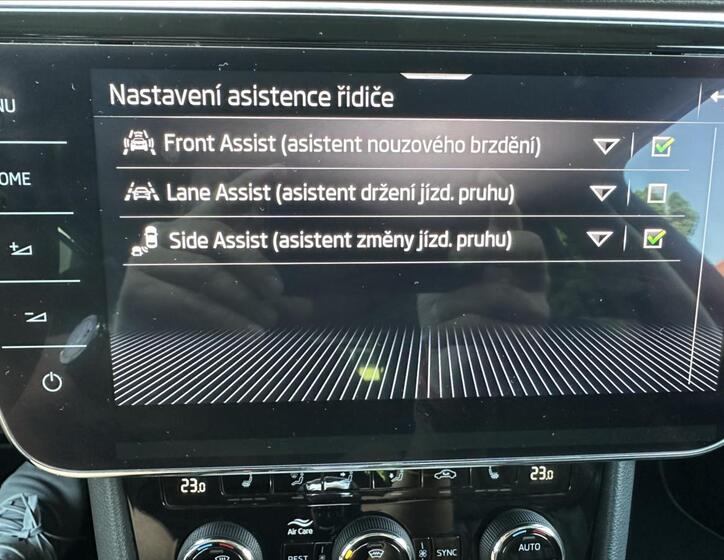 NU
Nastavení asistence řidiče
Front Assist (asistent nouzového brzdění)
OME
Lane Assist (asistent držení jízd. pruhu)
Side Assist (asistent změny jízd. pruhu)
23.0
23.0
Air Care
REST
SYNC
AUTO